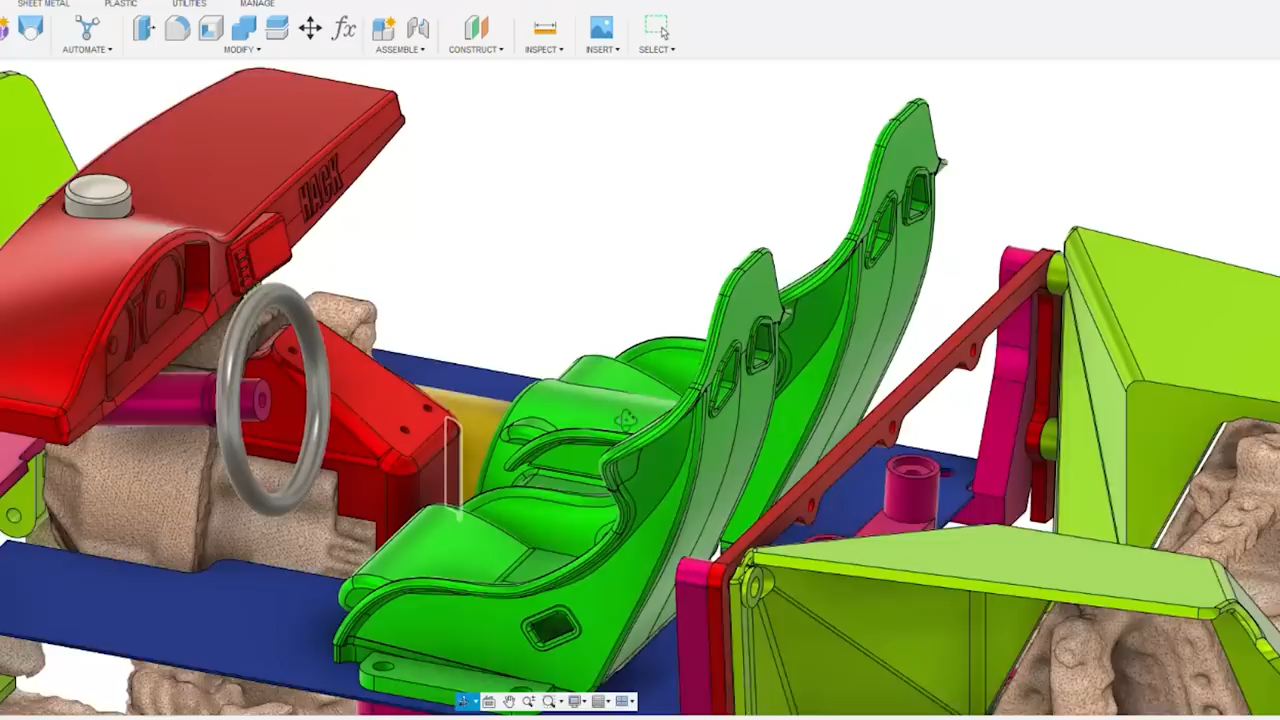 SHEET METAL PLASTIC UTILITIES MANAGE
AUTOMATE MODIFY ASSEMBLE CONSTRUCT INSPECT INSERT SELECT
HACK